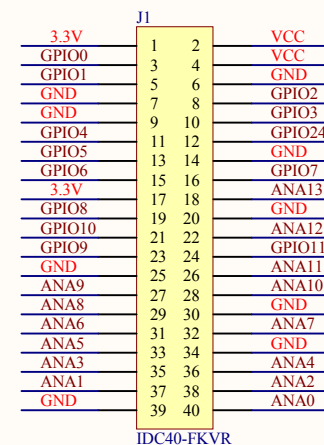 J1
3.3V 1 2 VCC
GPIO0 3 4 VCC
GPIO1 5 6 GND
GND 7 8 GPIO2
GND 9 10 GPIO3
GPIO4 11 12 GPIO24
GPIO5 13 14 GND
GPIO6 15 16 GPIO7
3.3V 17 18 ANA13
GPIO8 19 20 GND
GPIO10 21 22 ANA12
GPIO9 23 24 GPIO11
GND 25 26 ANA11
ANA9 27 28 ANA10
ANA8 29 30 GND
ANA6 31 32 ANA7
ANA5 33 34 GND
ANA3 35 36 ANA4
ANA1 37 38 ANA2
GND 39 40 ANA0
IDC40-FKVR